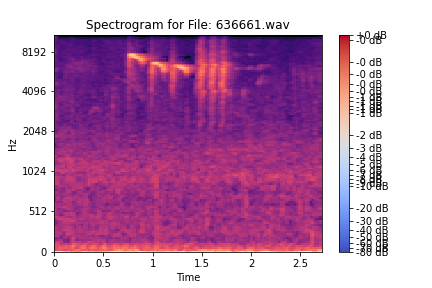 Spectrogram for File: 636661.wav
8192
4096
2048
1024
512
0
Hz
0 0.5 1 1.5 2 2.5
Time
+0 dB
-0 dB
-0 dB
-0 dB
-0 dB
-1 dB
-2 dB
-3 dB
-4 dB
-5 dB
-20 dB
-30 dB